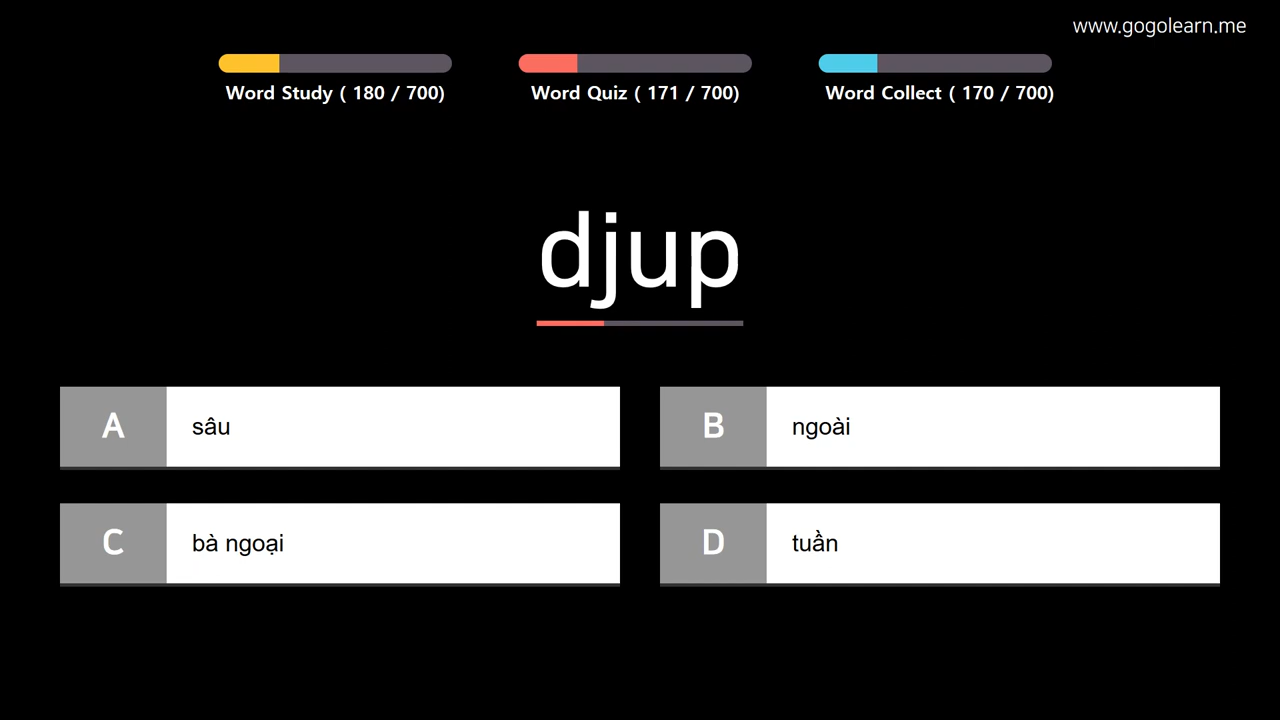 www.gogolearn.me
Word Study ( 180 / 700)
Word Quiz ( 171 / 700)
Word Collect ( 170 / 700)
djup
A sâu
B ngoài
C bà ngoại
D tuần